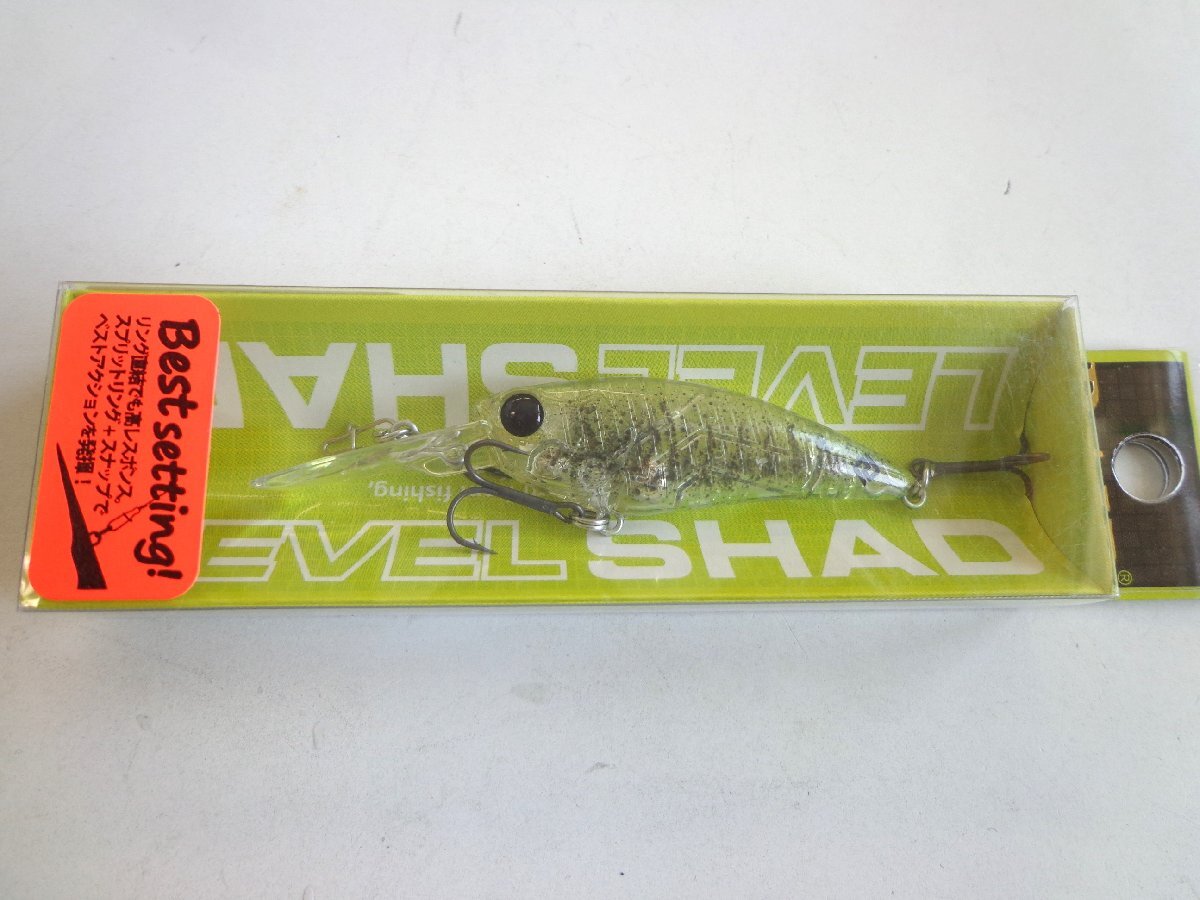 Best setting!
リング直結でも高レスポンス、
スプリットリング+スナップで
ベストアクションを発揮!
LEVEL SHA
fishing,
EVEL SHAD
®